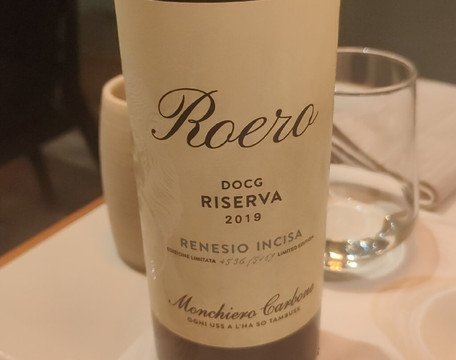 Roero
DOCG
RISERVA
2019
RENESIO INCISA
EDIZIONE LIMITATA LIMITED EDITION
Monchiero Carbone
OGNI USS A L'HA SO TAMBUSS